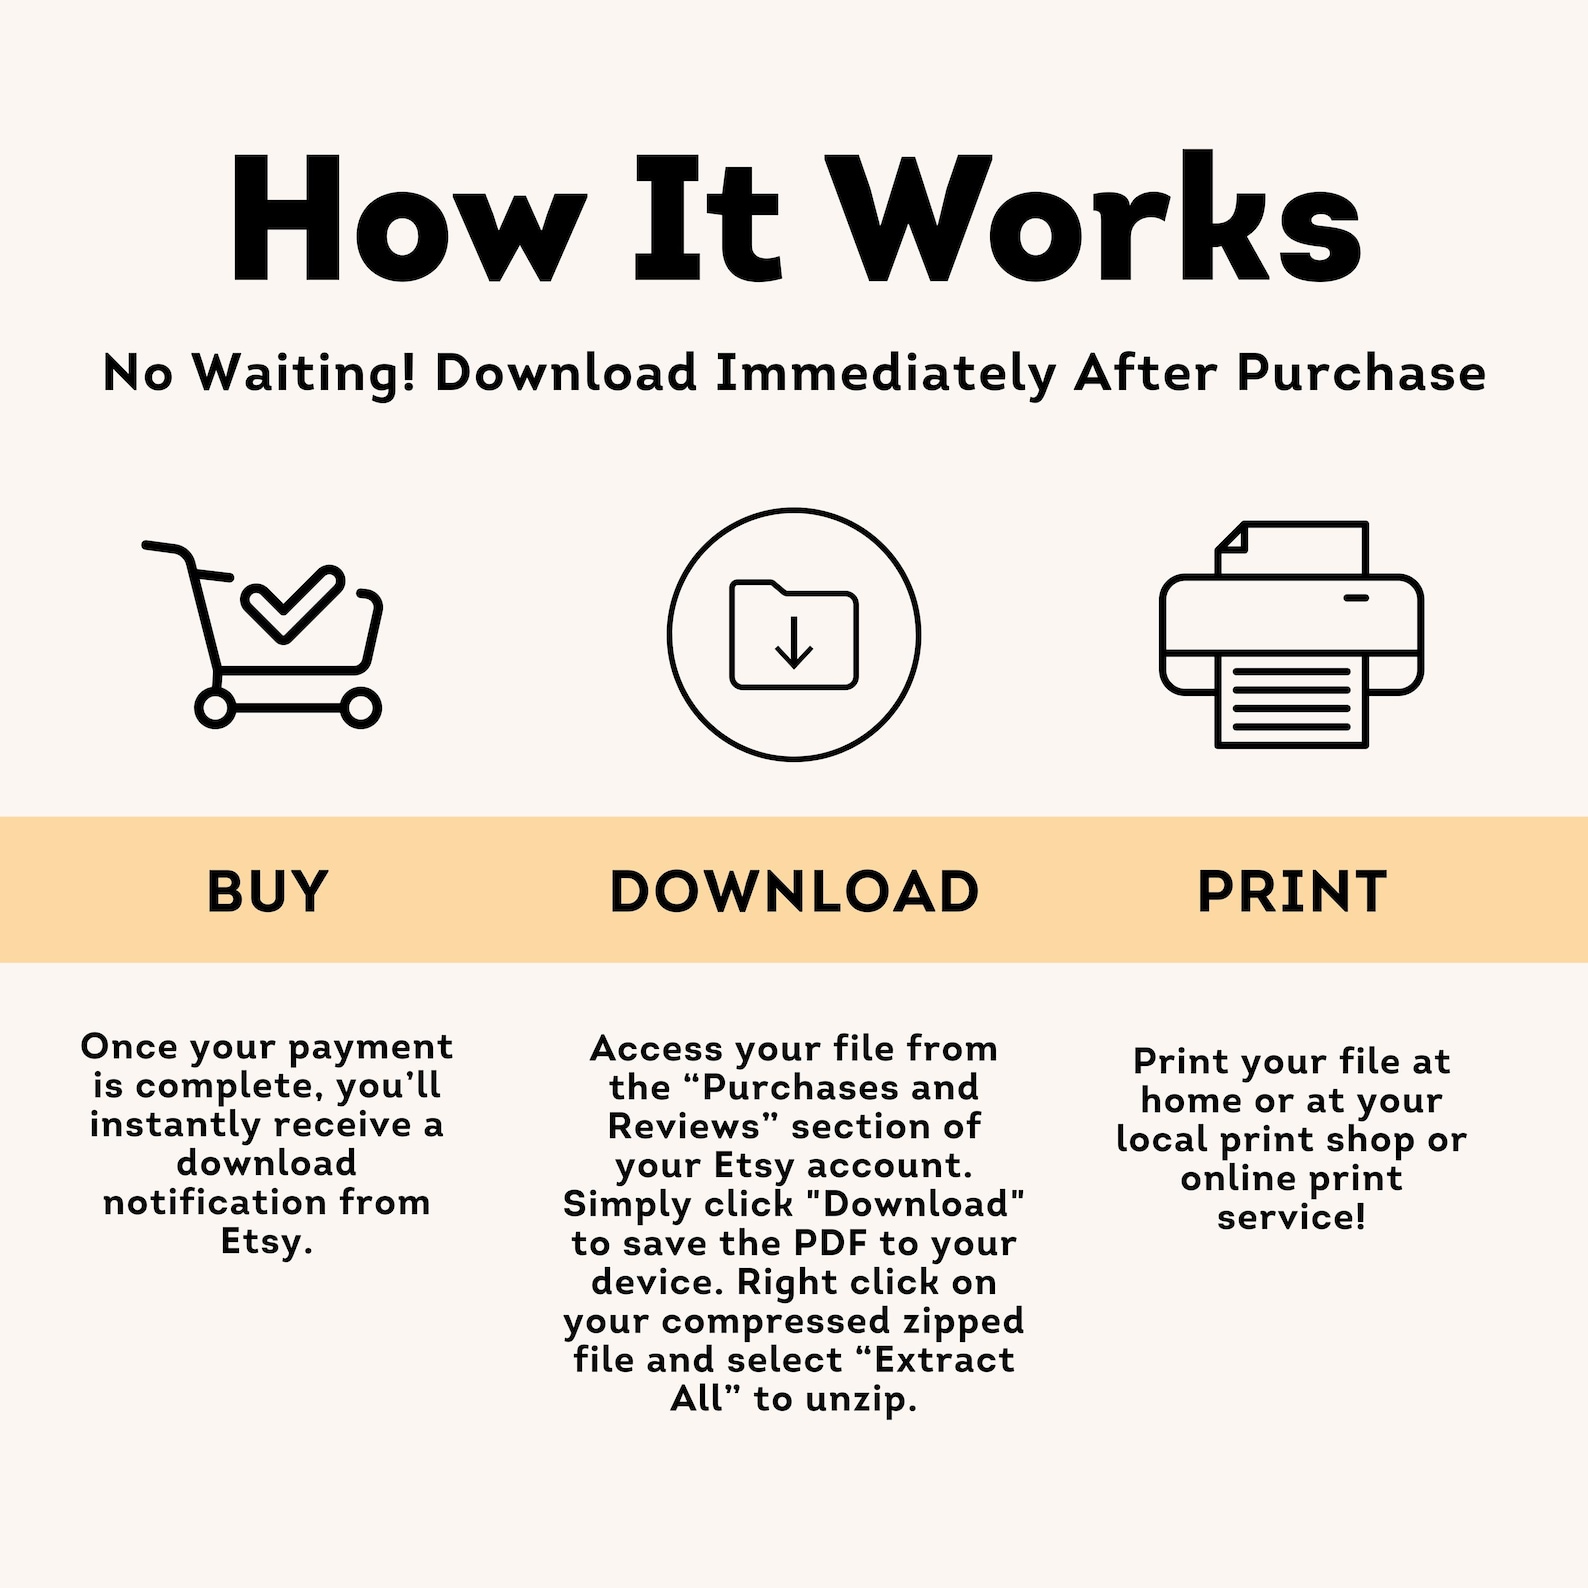 How It Works
No Waiting! Download Immediately After Purchase
BUY
DOWNLOAD
PRINT
Once your payment
is complete, you’ll
instantly receive a
download
notification from
Etsy.
Access your file from
the “Purchases and
Reviews” section of
your Etsy account.
Simply click "Download"
to save the PDF to your
device. Right click on
your compressed zipped
file and select “Extract
All” to unzip.
Print your file at
home or at your
local print shop or
online print
service!